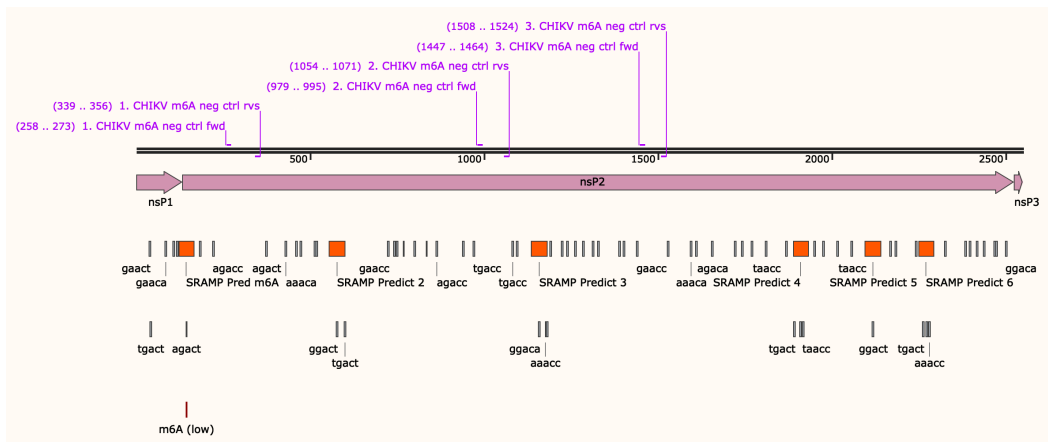 (1508 .. 1524) 3. CHIKV m6A neg ctrl rvs
(1447 .. 1464) 3. CHIKV m6A neg ctrl fwd
(1054 .. 1071) 2. CHIKV m6A neg ctrl rvs
(979 .. 995) 2. CHIKV m6A neg ctrl fwd
(339 .. 356) 1. CHIKV m6A neg ctrl rvs
(258 .. 273) 1. CHIKV m6A neg ctrl fwd
500 1000 1500 2000 2500
nsP2
nsP1 nsP3
gaact agacc agact gaacc tgacc gaacc agaca taacc taacc ggaca
gaaca SRAMP Pred m6A aaaca SRAMP Predict 2 agacc tgacc SRAMP Predict 3 aaaca SRAMP Predict 4 SRAMP Predict 5 SRAMP Predict 6
tgact agact ggact ggaca tgact taacc ggact tgact
tgact aaacc aaacc
m6A (low)